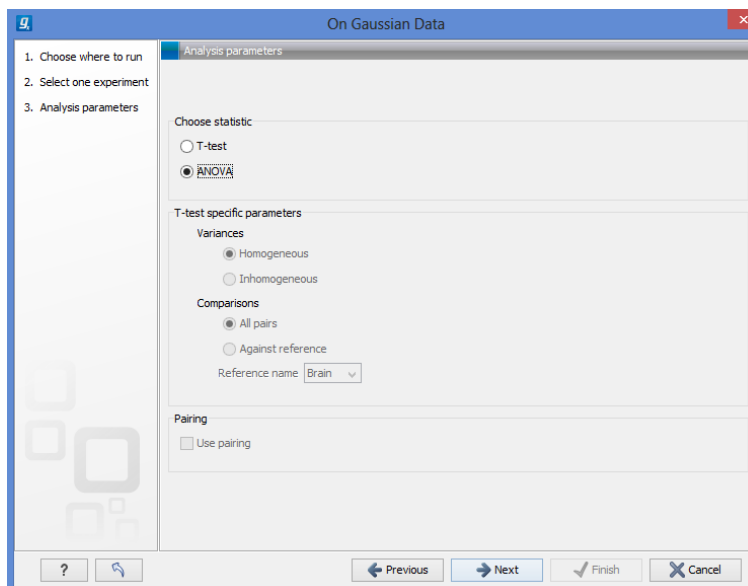 On Gaussian Data
1. Choose where to run
2. Select one experiment
3. Analysis parameters
Analysis parameters
Choose statistic
T-test
ANOVA
T-test specific parameters
Variances
Homogeneous
Inhomogeneous
Comparisons
All pairs
Against reference
Reference name Brain
Pairing
Use pairing
? Previous Next Finish Cancel